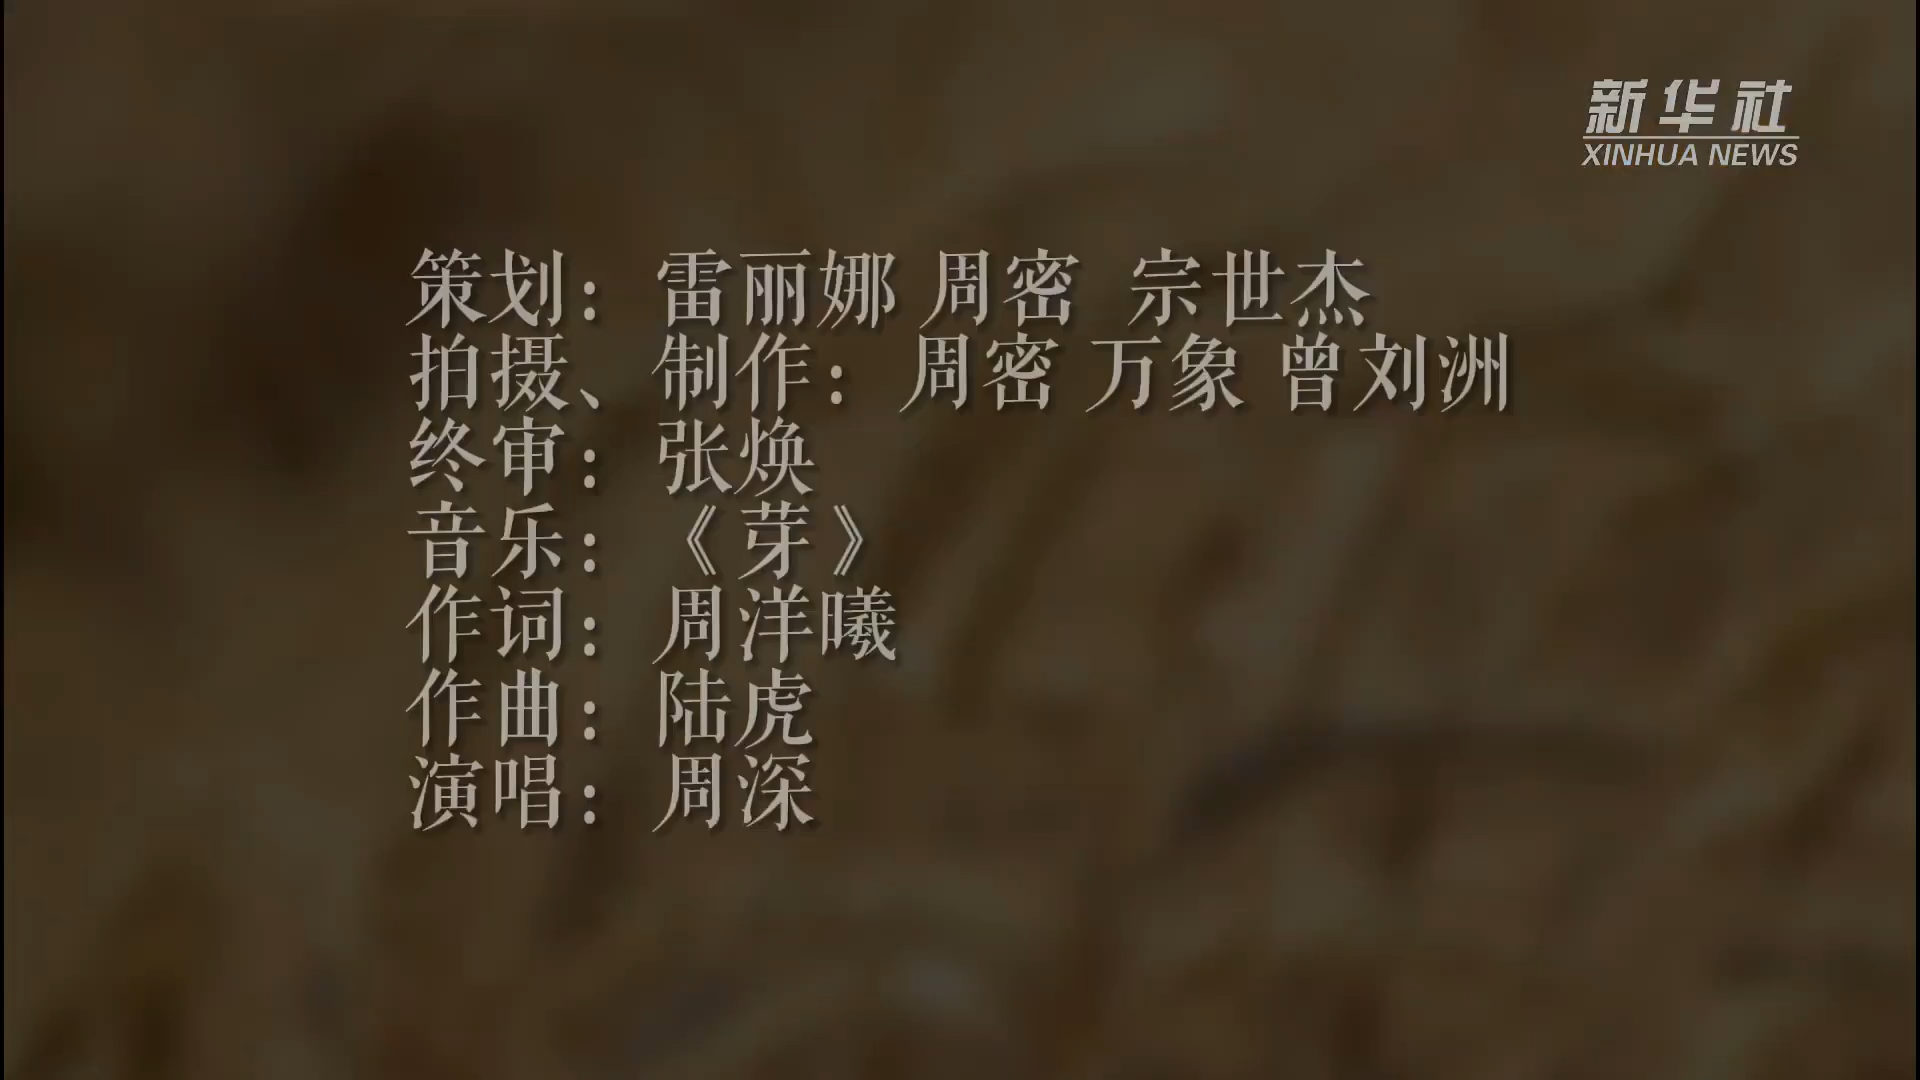 新华社
XINHUA NEWS
策划：雷丽娜 周密 宗世杰
拍摄、制作：周密 万象 曾刘洲
终审：张焕
音乐：《芽》
作词：周洋曦
作曲：陆虎
演唱：周深